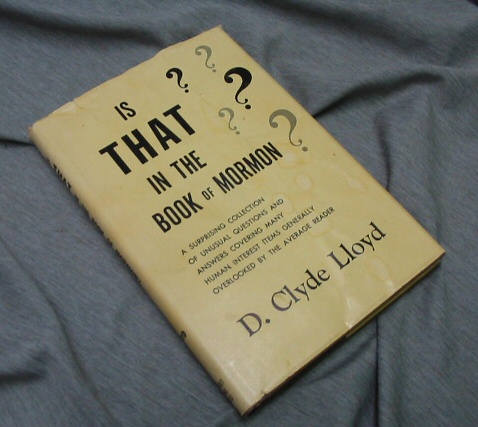 IS
THAT
IN THE
BOOK OF MORMON
? ? ? ? ?
A SURPRISING COLLECTION
OF UNUSUAL QUESTIONS AND
ANSWERS COVERING MANY
HUMAN INTEREST ITEMS GENERALLY
OVERLOOKED BY THE AVERAGE READER
D. Clyde Lloyd